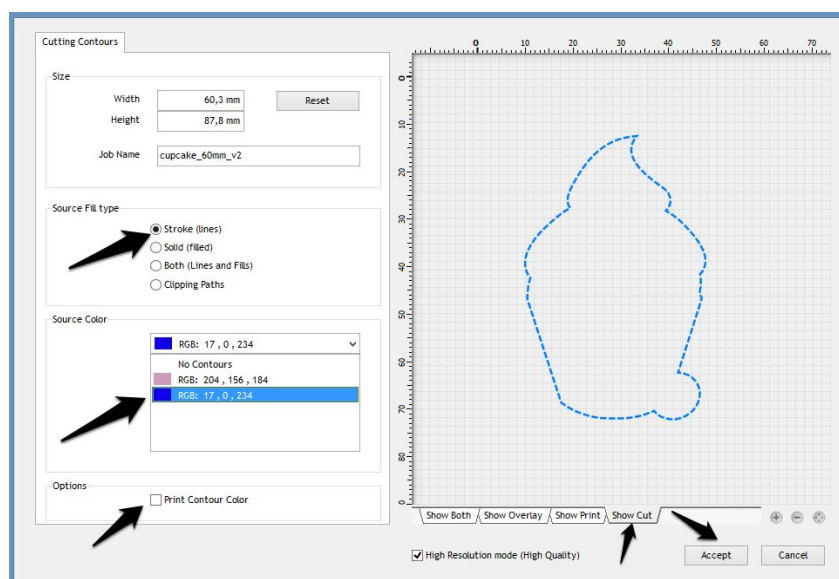 Cutting Contours
Size
Width 60,3 mm Reset
Height 87,8 mm
Job Name cupcake_60mm_v2
Source Fill type
Stroke (lines)
Solid (filled)
Both (Lines and Fills)
Clipping Paths
Source Color
RGB: 17 , 0 , 234
No Contours
RGB: 204 , 156 , 184
RGB: 17 , 0 , 234
Options
Print Contour Color
0 10 20 30 40 50 60 70
0
10
20
30
40
50
60
70
80
90
Show Both Show Overlay Show Print Show Cut
High Resolution mode (High Quality) Accept Cancel